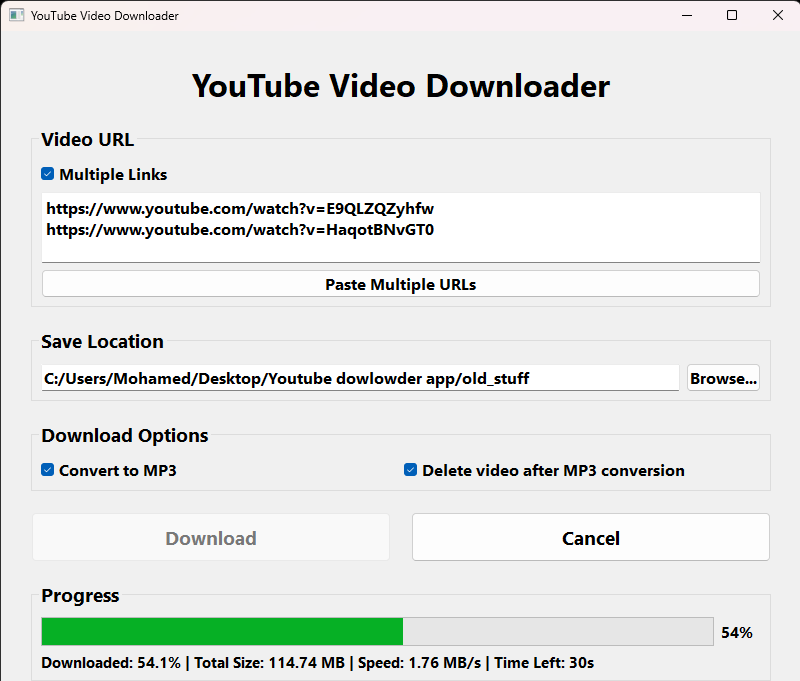 YouTube Video Downloader
YouTube Video Downloader
Video URL
Multiple Links
https://www.youtube.com/watch?v=E9QLZQZyhfw
https://www.youtube.com/watch?v=HaqotBNvGT0
Paste Multiple URLs
Save Location
C:/Users/Mohamed/Desktop/Youtube dowlowder app/old_stuff
Browse...
Download Options
Convert to MP3
Delete video after MP3 conversion
Download
Cancel
Progress
54%
Downloaded: 54.1% | Total Size: 114.74 MB | Speed: 1.76 MB/s | Time Left: 30s